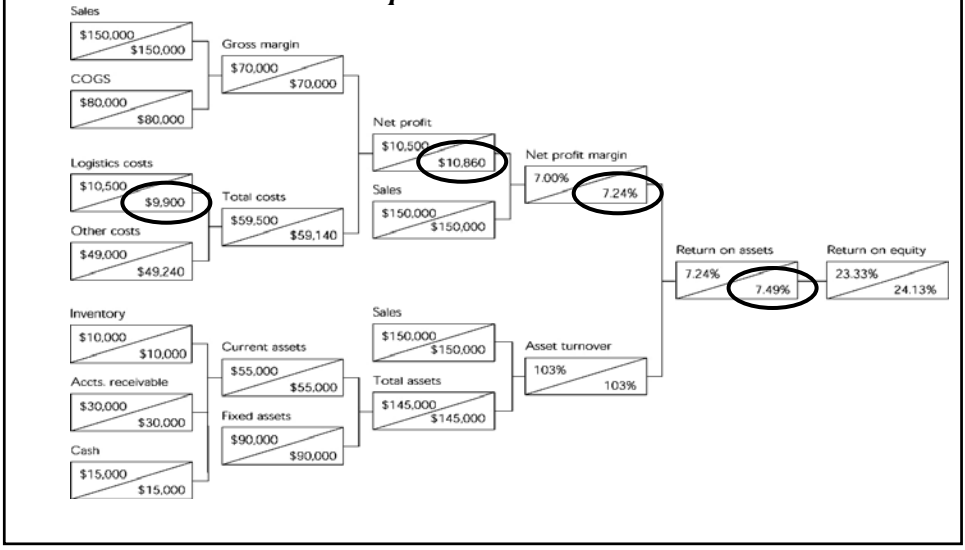 Sales
$150,000
$150,000
COGS
$80,000
$80,000
Gross margin
$70,000
$70,000
Logistics costs
$10,500
$9,900
Other costs
$49,000
$49,240
Total costs
$59,500
$59,140
Net profit
$10,500
$10,860
Sales
$150,000
$150,000
Net profit margin
7.00%
7.24%
Inventory
$10,000
$10,000
Accts. receivable
$30,000
$30,000
Cash
$15,000
$15,000
Current assets
$55,000
$55,000
Fixed assets
$90,000
$90,000
Sales
$150,000
$150,000
Total assets
$145,000
$145,000
Asset turnover
103%
103%
Return on assets
7.24%
7.49%
Return on equity
23.33%
24.13%